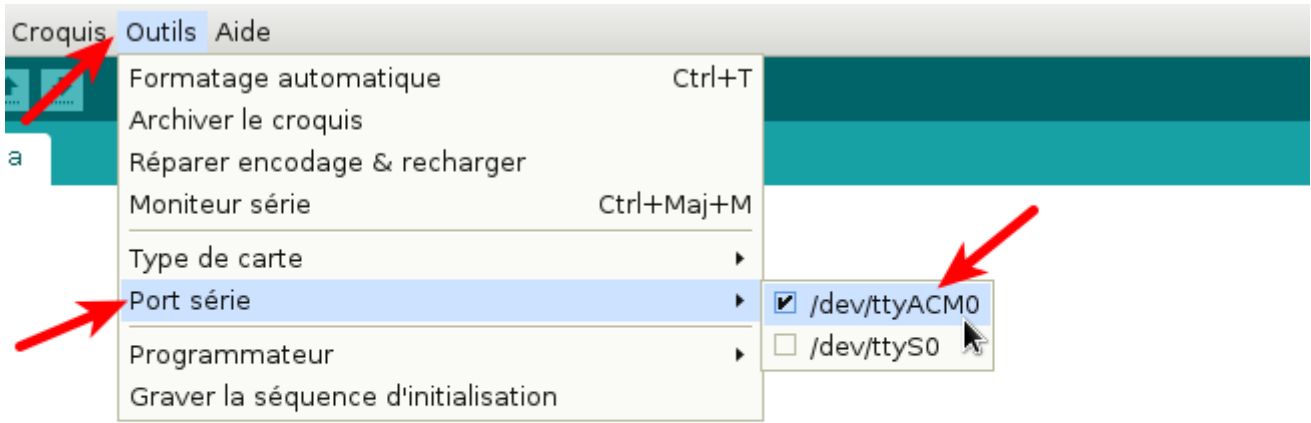 Croquis Outils Aide
a
Formatage automatique Ctrl+T
Archiver le croquis
Réparer encodage & recharger
Moniteur série Ctrl+Maj+M
Type de carte
Port série
/dev/ttyACM0
/dev/ttyS0
Programmateur
Graver la séquence d'initialisation